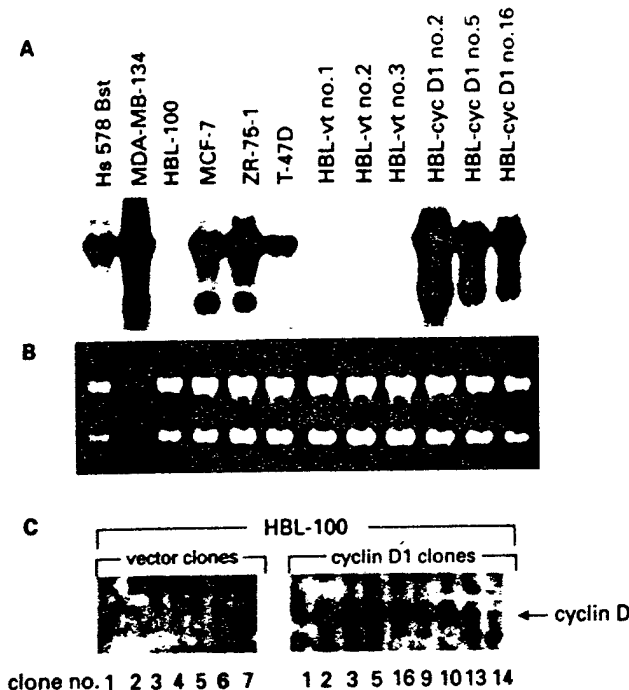 A
Hs 578 Bst
MDA-MB-134
HBL-100
MCF-7
ZR-75-1
T-47D
HBL-vt no.1
HBL-vt no.2
HBL-vt no.3
HBL-cyc D1 no.2
HBL-cyc D1 no.5
HBL-cyc D1 no.16
B
C
HBL-100
vector clones
cyclin D1 clones
cyclin D
clone no. 1 2 3 4 5 6 7 1 2 3 5 16 9 10 13 14